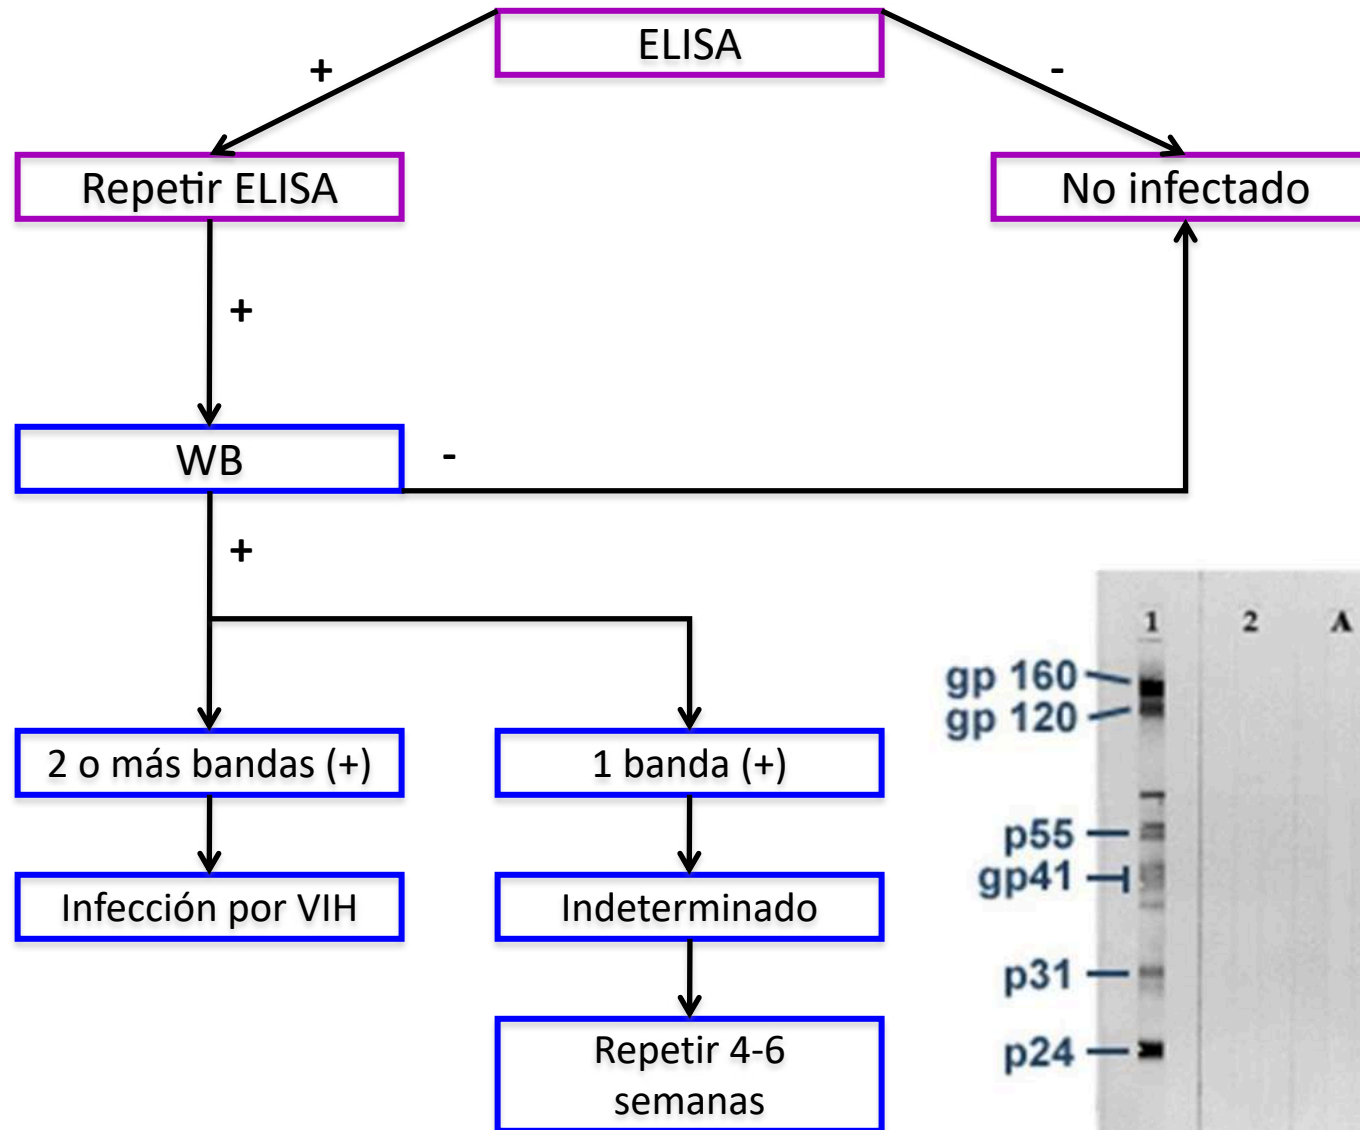 ELISA
+
-
Repetir ELISA
No infectado
+
WB
-
+
2 o más bandas (+)
1 banda (+)
Infección por VIH
Indeterminado
Repetir 4-6
semanas
1 2 A
gp 160
gp 120
p55
gp41
p31
p24